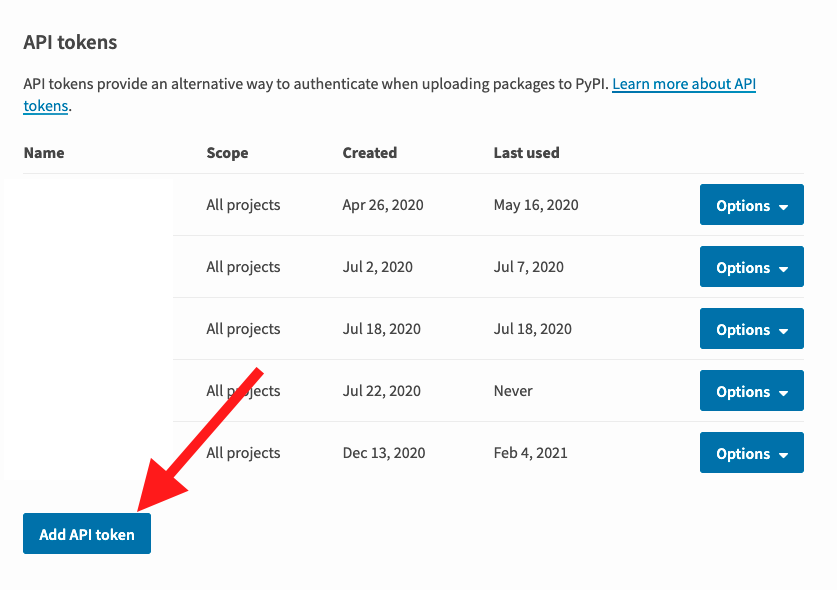 API tokens
API tokens provide an alternative way to authenticate when uploading packages to PyPI. Learn more about API
tokens.
Name Scope Created Last used
All projects Apr 26, 2020 May 16, 2020 Options
All projects Jul 2, 2020 Jul 7, 2020 Options
All projects Jul 18, 2020 Jul 18, 2020 Options
All projects Jul 22, 2020 Never Options
All projects Dec 13, 2020 Feb 4, 2021 Options
Add API token